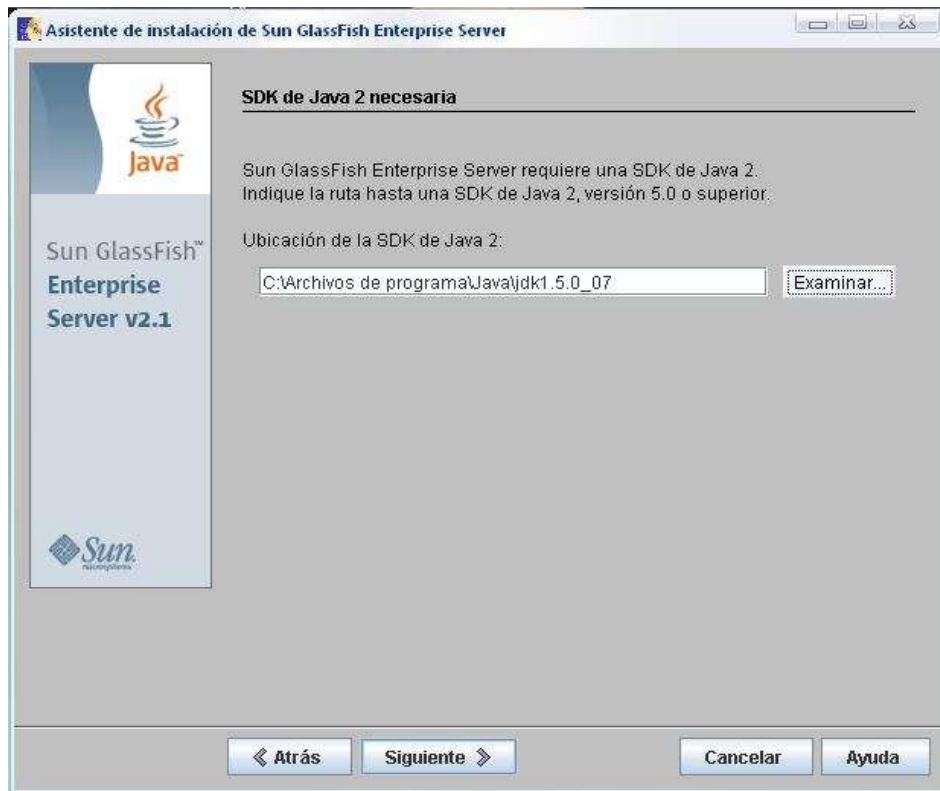 Asistente de instalación de Sun GlassFish Enterprise Server
Java™
Sun GlassFish™
Enterprise
Server v2.1
Sun
microsystems
SDK de Java 2 necesaria
Sun GlassFish Enterprise Server requiere una SDK de Java 2.
Indique la ruta hasta una SDK de Java 2, versión 5.0 o superior.
Ubicación de la SDK de Java 2:
C:\Archivos de programa\Java\jdk1.5.0_07
Examinar...
Atrás
Siguiente
Cancelar
Ayuda